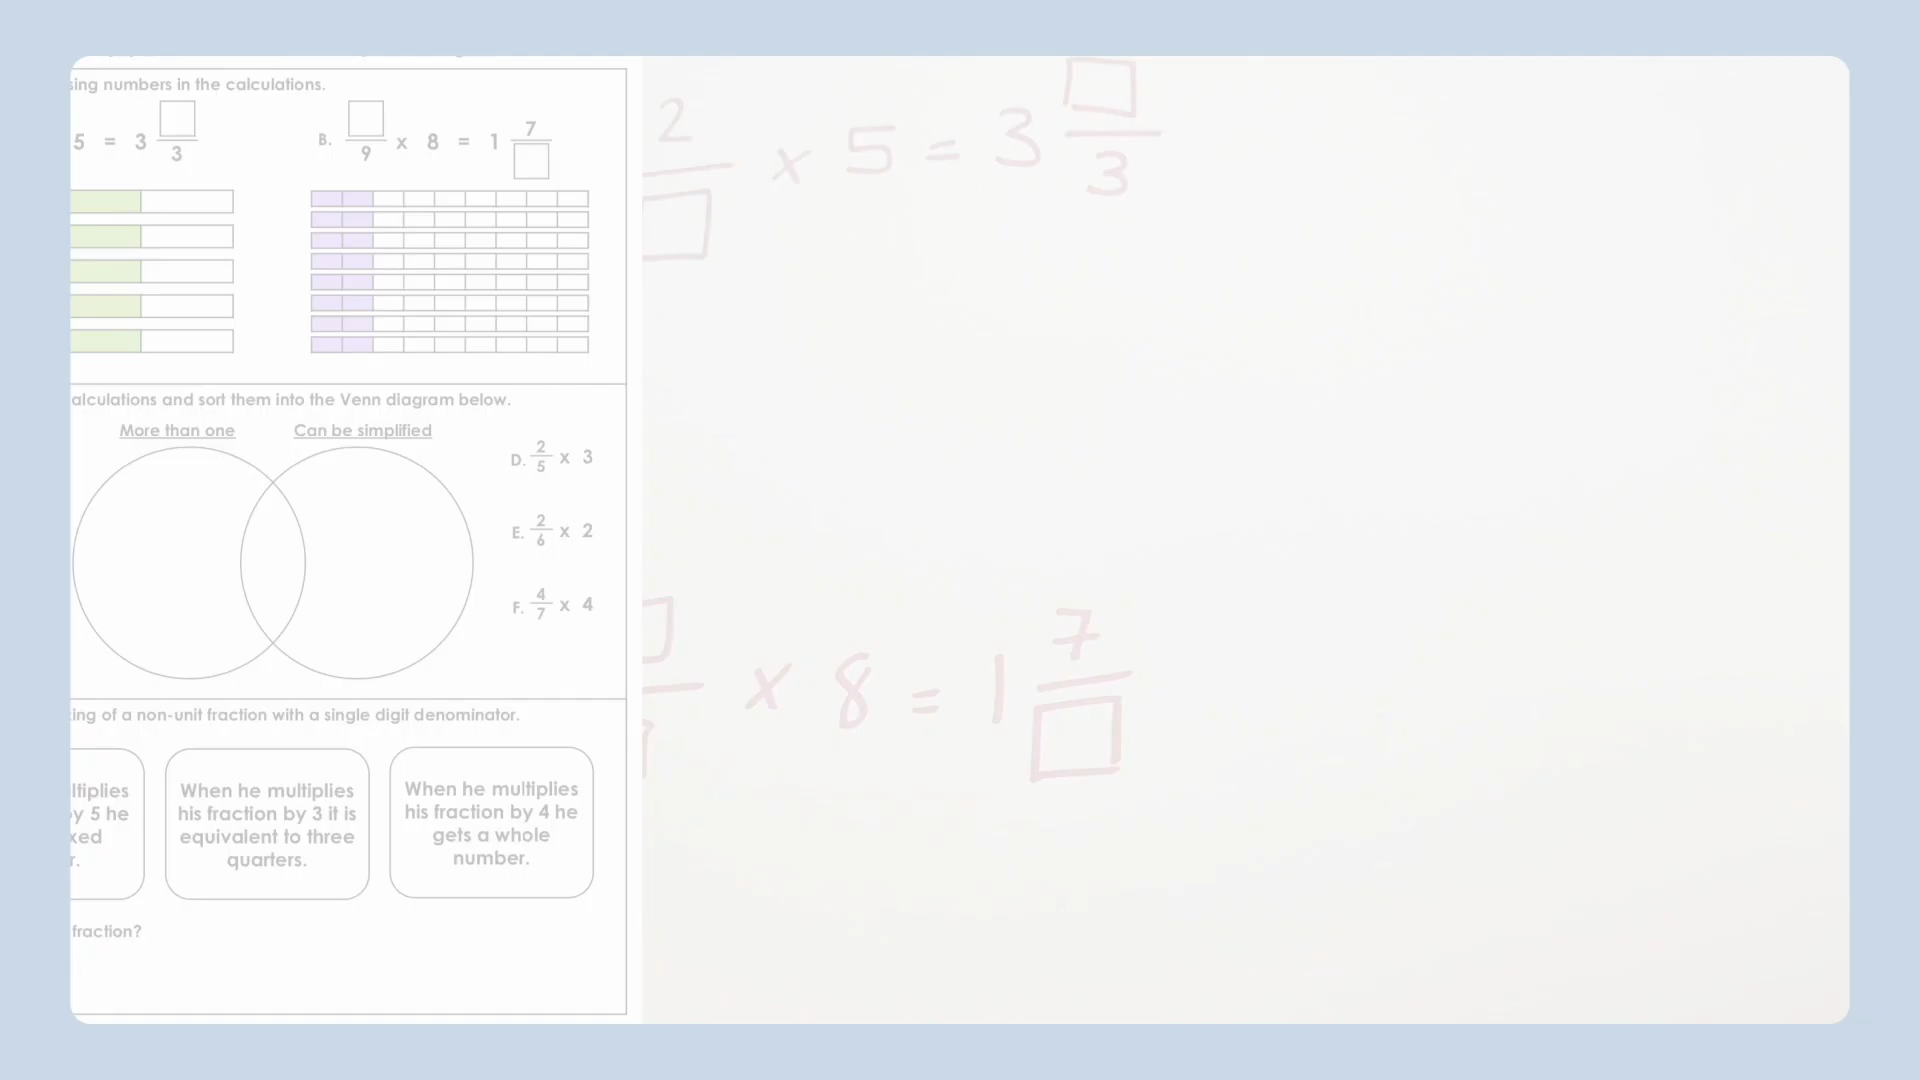 sing numbers in the calculations.
5 = 3 □/3
B. □/9 x 8 = 1 7/□
alculations and sort them into the Venn diagram below.
More than one Can be simplified
D. 2/5 x 3
E. 2/6 x 2
F. 4/7 x 4
ing of a non-unit fraction with a single digit denominator.
ltiplies
y 5 he
xed
r.
When he multiplies
his fraction by 3 it is
equivalent to three
quarters.
When he multiplies
his fraction by 4 he
gets a whole
number.
fraction?
2/□ x 5 = 3 □/3
□/9 x 8 = 1 7/□